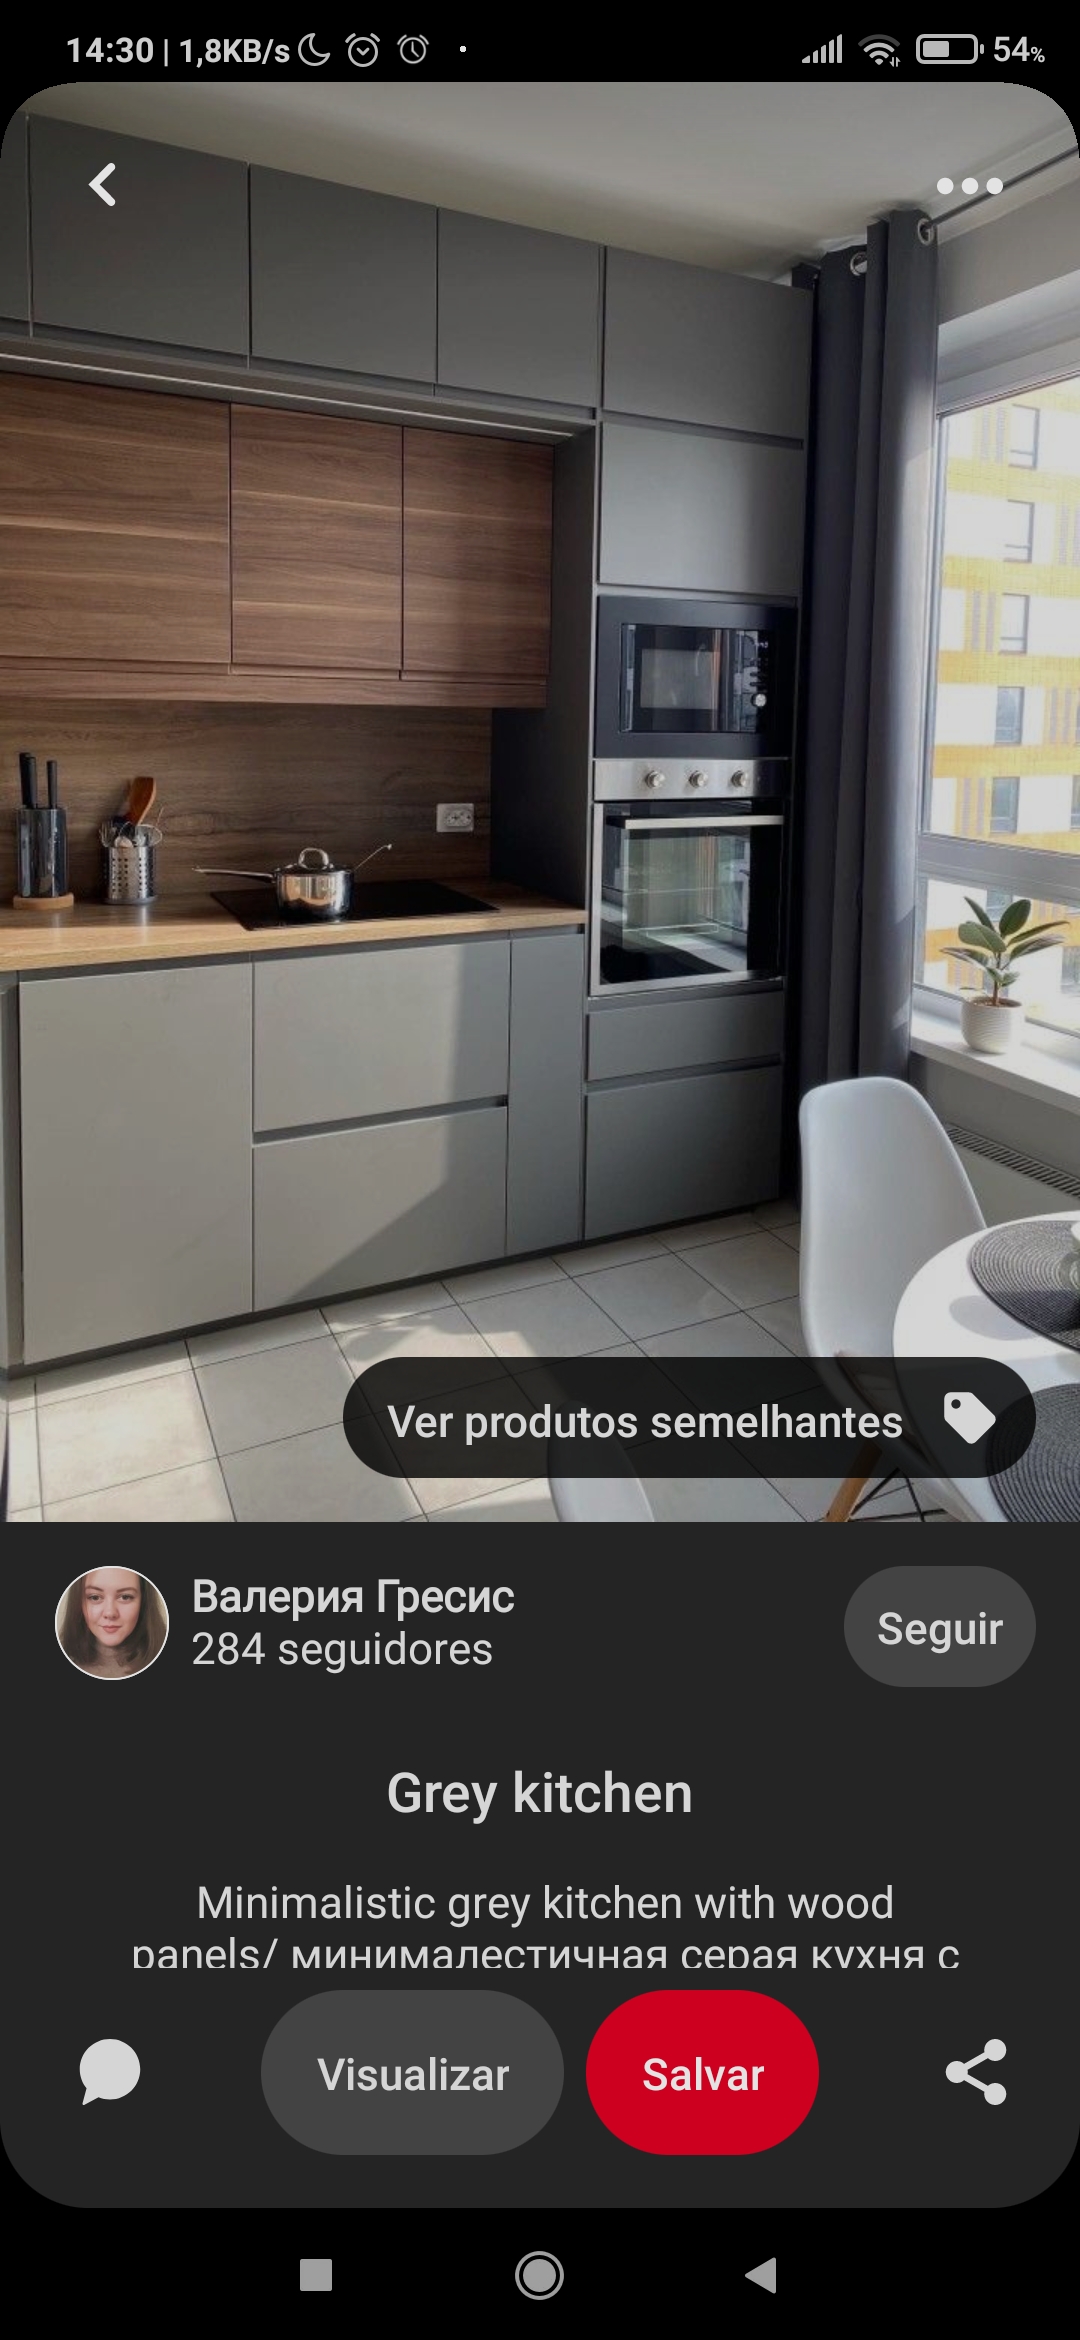 14:30 | 1,8KB/s 54%
Ver produtos semelhantes
Валерия Гресис
284 seguidores
Seguir
Grey kitchen
Minimalistic grey kitchen with wood
panels/ минималестичная серая кухня с
Visualizar
Salvar